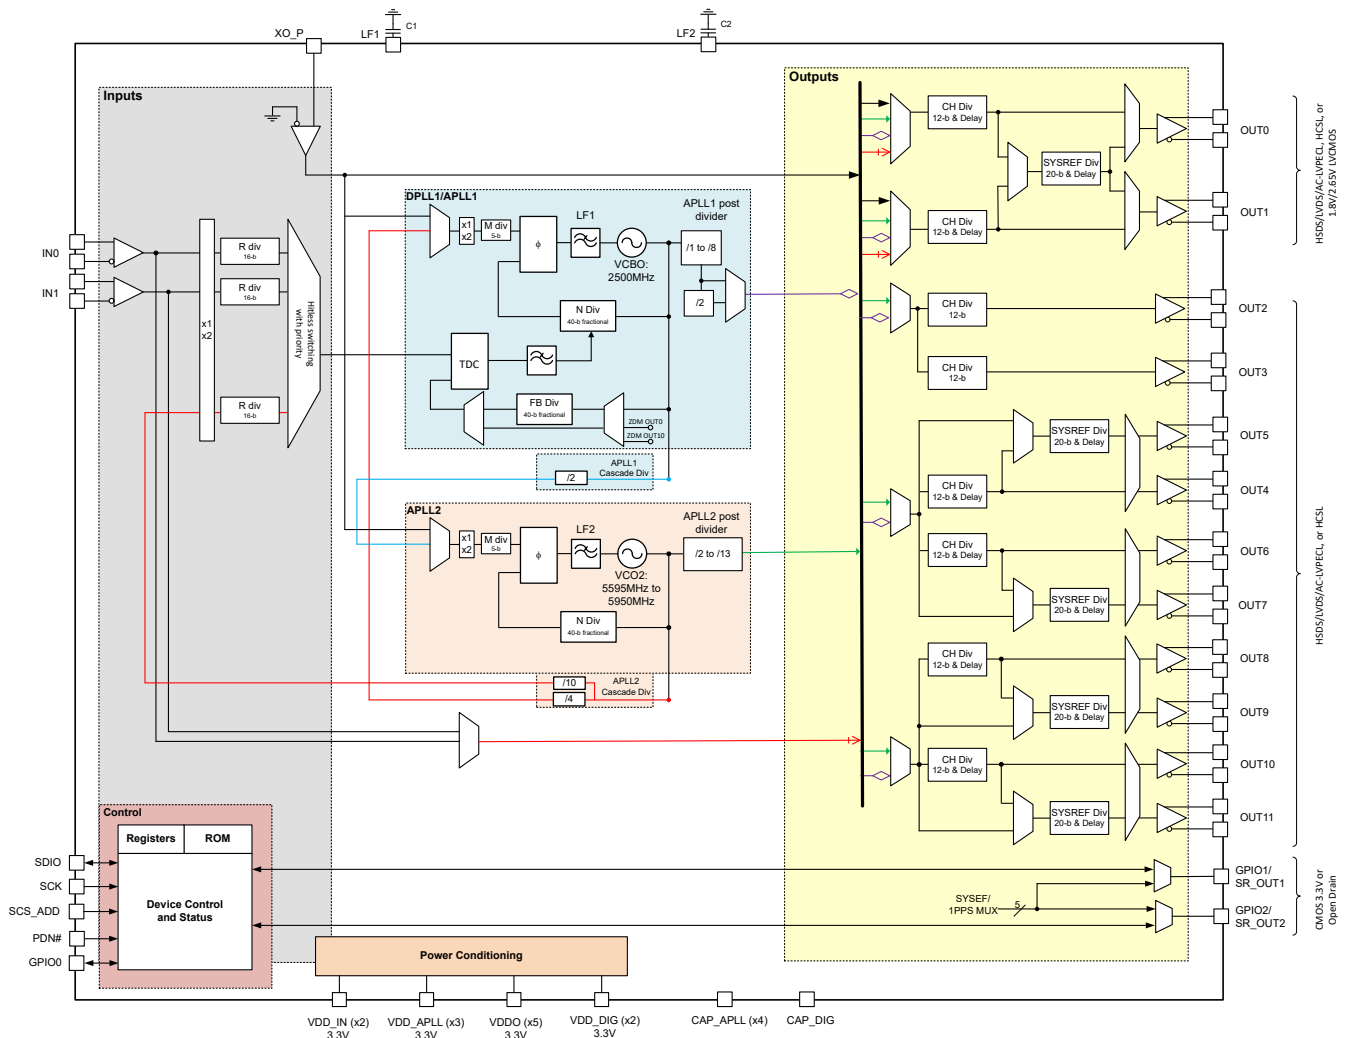 C1
C2
XO_P
LF1
LF2
Inputs
Outputs
IN0
IN1
x1
x2
R div
16-b
R div
16-b
R div
16-b
Hitless switching
with priority
DPLL1/APLL1
x1
x2
M div
5-b
ϕ
LF1
VCBO:
2500MHz
APLL1 post
divider
/1 to /8
/2
N Div
40-b fractional
TDC
FB Div
40-b fractional
ZDM OUT0
ZDM OUT10
APLL1
Cascade Div
/2
APLL2
x1
x2
M div
5-b
ϕ
LF2
VCO2:
5595MHz to
5950MHz
APLL2 post
divider
/2 to /13
N Div
40-b fractional
/10
/4
APLL2
Cascade Div
CH Div
12-b & Delay
SYSREF Div
20-b & Delay
CH Div
12-b & Delay
CH Div
12-b
CH Div
12-b
SYSREF Div
20-b & Delay
CH Div
12-b & Delay
CH Div
12-b & Delay
SYSREF Div
20-b & Delay
CH Div
12-b & Delay
SYSREF Div
20-b & Delay
CH Div
12-b & Delay
SYSREF Div
20-b & Delay
OUT0
OUT1
OUT2
OUT3
OUT5
OUT4
OUT6
OUT7
OUT8
OUT9
OUT10
OUT11
HSDS/LVDS/AC-LVPECL, HCSL, or
1.8V/2.65V LVCMOS
HSDS/LVDS/AC-LVPECL, or HCSL
SYSEF/
1PPS MUX
5
GPIO1/
SR_OUT1
GPIO2/
SR_OUT2
CMOS 3.3V or
Open Drain
Control
Registers
ROM
Device Control
and Status
SDIO
SCK
SCS_ADD
PDN#
GPIO0
Power Conditioning
VDD_IN (x2)
3.3V
VDD_APLL (x3)
3.3V
VDDO (x5)
3.3V
VDD_DIG (x2)
3.3V
CAP_APLL (x4)
CAP_DIG